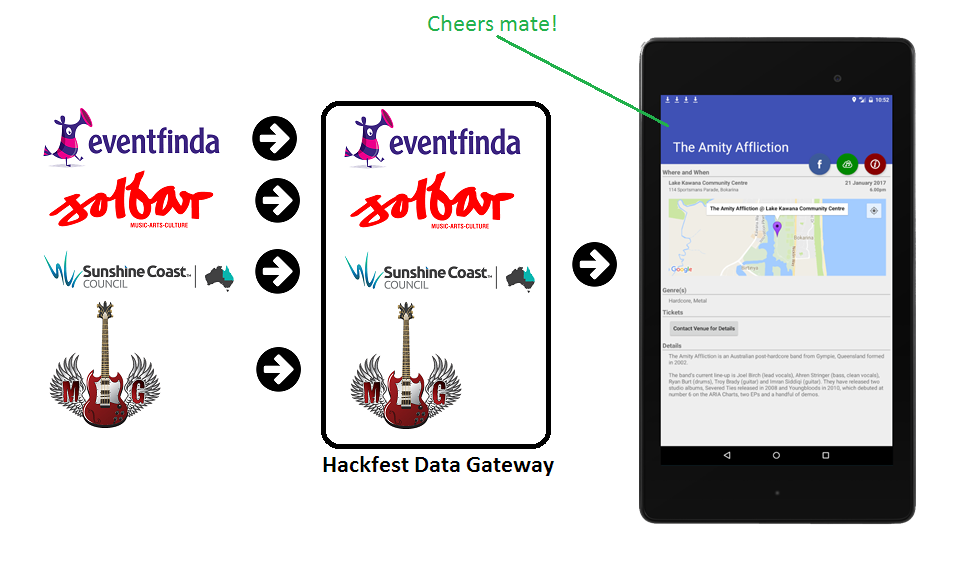 Cheers mate!
eventfinda
solbar
MUSIC-ARTS-CULTURE
Sunshine Coast™
COUNCIL
M G
eventfinda
solbar
MUSIC-ARTS-CULTURE
Sunshine Coast™
COUNCIL
M G
Hackfest Data Gateway
10:52
The Amity Affliction
f
Where and When
Lake Kawana Community Centre 21 January 2017
114 Sportsmans Parade, Bokarina 6:00pm
The Amity Affliction @ Lake Kawana Community Centre
Bokarina
Google
Genre(s)
Hardcore, Metal
Tickets
Contact Venue for Details
Details
The Amity Affliction is an Australian post hardcore band from Gympie, Queensland formed
in 2002.
The band's current line-up is Joel Birch (lead vocals), Ahren Stringer (bass, clean vocals),
Ryan Burt (drums), Troy Brady (guitar) and Imran Siddiqi (guitar). They have released two
studio albums, Severed Ties released in 2008 and Youngbloods in 2010, which debuted at
number 6 on the ARIA Charts, two EPs and a handful of demos.